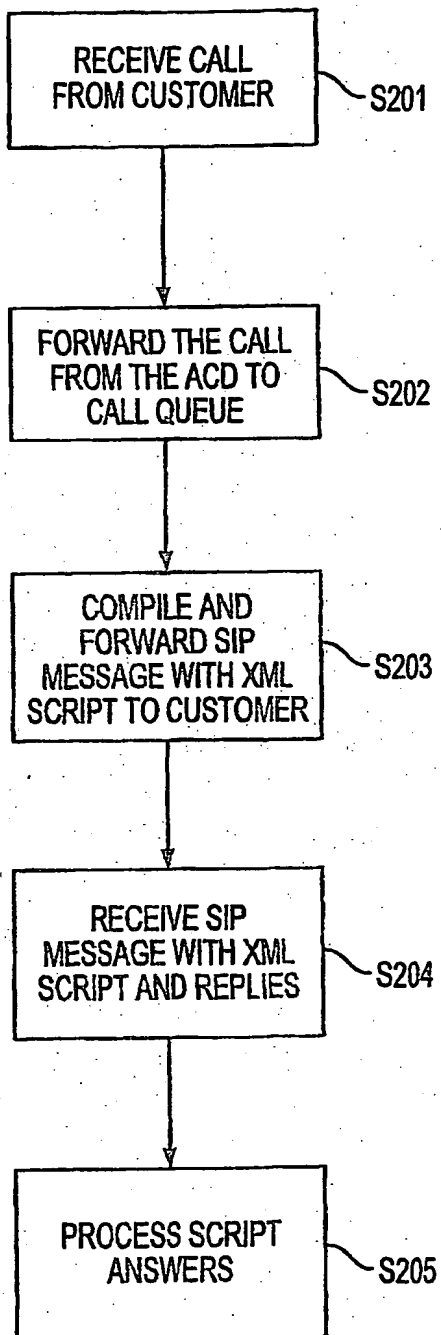 RECEIVE CALL
FROM CUSTOMER
S201
FORWARD THE CALL
FROM THE ACD TO
CALL QUEUE
S202
COMPILE AND
FORWARD SIP
MESSAGE WITH XML
SCRIPT TO CUSTOMER
S203
RECEIVE SIP
MESSAGE WITH XML
SCRIPT AND REPLIES
S204
PROCESS SCRIPT
ANSWERS
S205